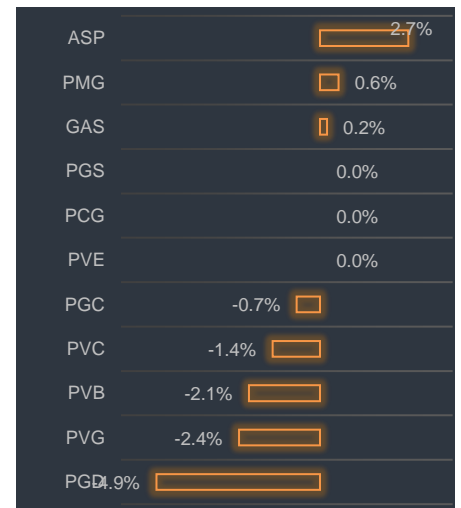 ASP 2.7%
PMG 0.6%
GAS 0.2%
PGS 0.0%
PCG 0.0%
PVE 0.0%
PGC -0.7%
PVC -1.4%
PVB -2.1%
PVG -2.4%
PGD -4.9%